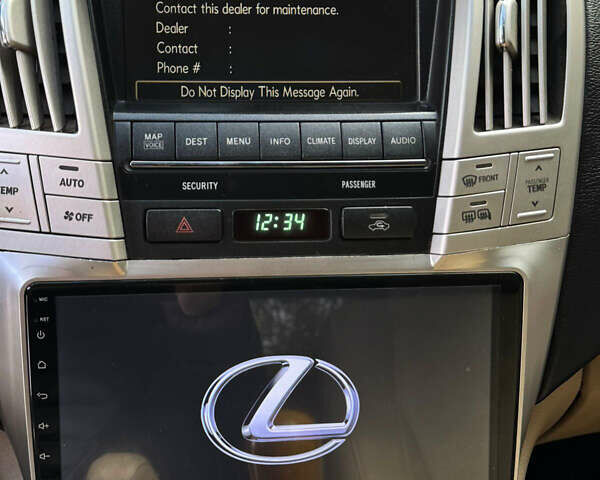 Contact this dealer for maintenance.
Dealer :
Contact :
Phone # :
Do Not Display This Message Again.
MAP VOICE DEST MENU INFO CLIMATE DISPLAY AUDIO
SECURITY PASSENGER
TEMP AUTO FRONT PASSENGER TEMP
OFF
12:34
MIC
RST